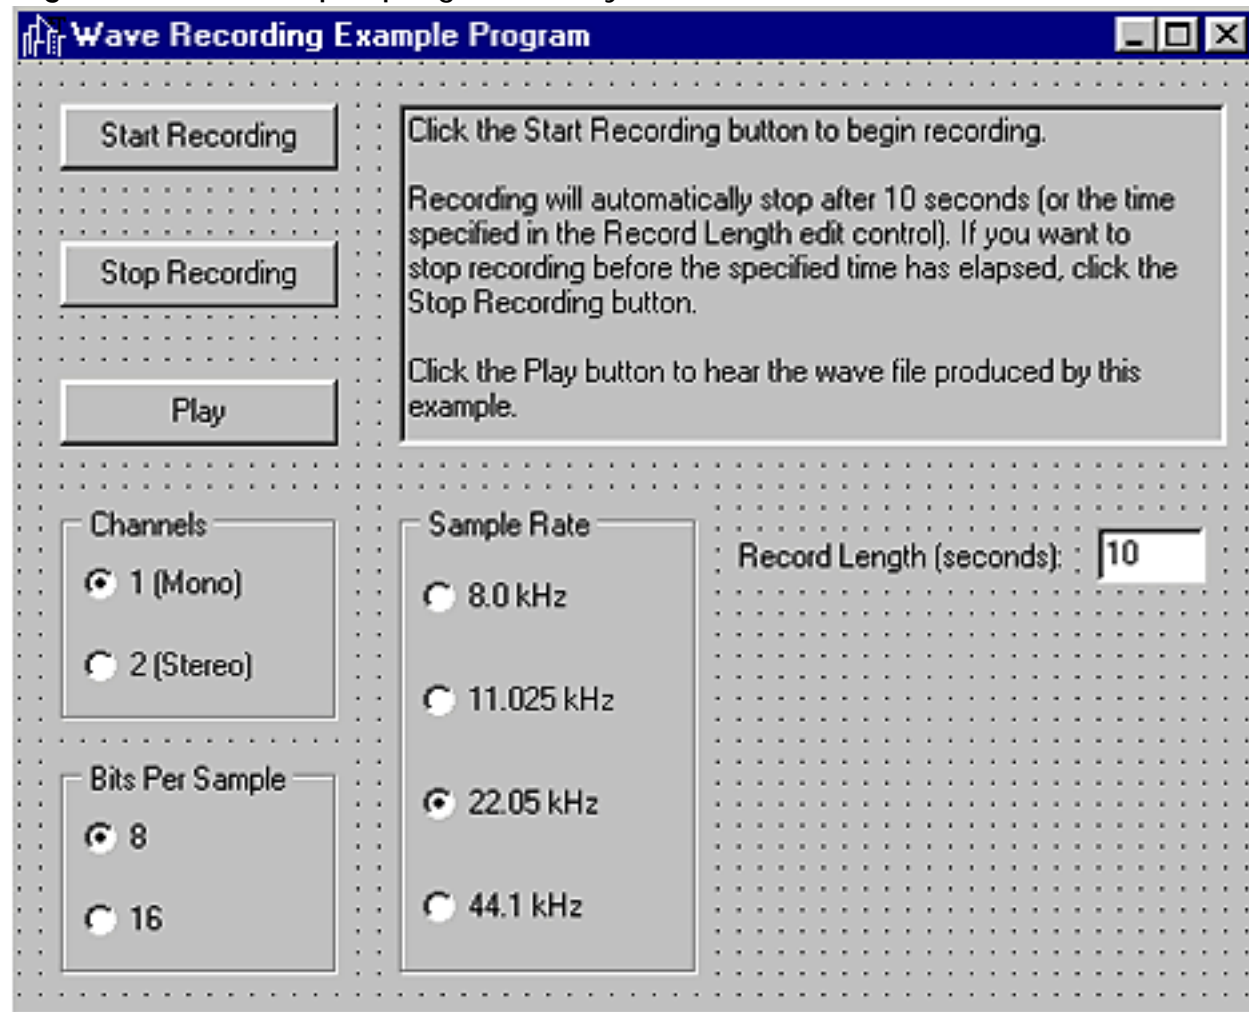 Wave Recording Example Program
Start Recording
Stop Recording
Play
Click the Start Recording button to begin recording.
Recording will automatically stop after 10 seconds (or the time
specified in the Record Length edit control). If you want to
stop recording before the specified time has elapsed, click the
Stop Recording button.
Click the Play button to hear the wave file produced by this
example.
Channels
1 (Mono)
2 (Stereo)
Bits Per Sample
8
16
Sample Rate
8.0 kHz
11.025 kHz
22.05 kHz
44.1 kHz
Record Length (seconds):
10